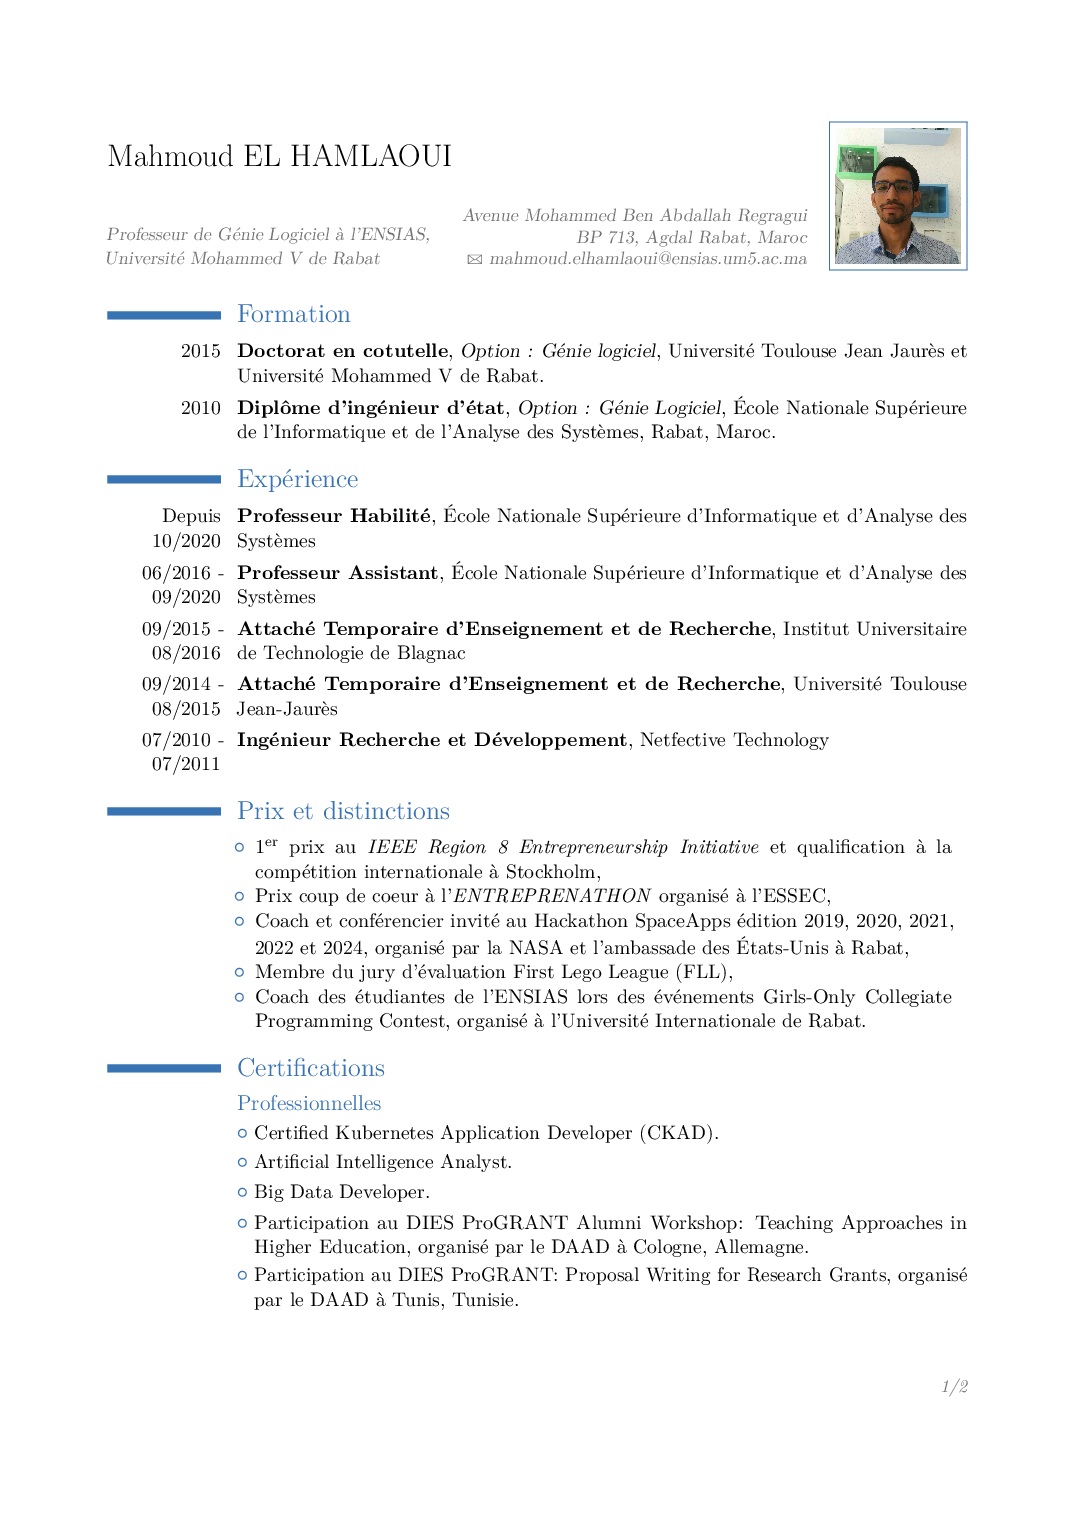 Mahmoud EL HAMLAOUI
Professeur de Génie Logiciel à l'ENSIAS,
Université Mohammed V de Rabat
Avenue Mohammed Ben Abdallah Regragui
BP 713, Agdal Rabat, Maroc
✉ mahmoud.elhamlaoui@ensias.um5.ac.ma
Formation
2015 Doctorat en cotutelle, Option : Génie logiciel, Université Toulouse Jean Jaurès et
Université Mohammed V de Rabat.
2010 Diplôme d'ingénieur d'état, Option : Génie Logiciel, École Nationale Supérieure
de l'Informatique et de l'Analyse des Systèmes, Rabat, Maroc.
Expérience
Depuis Professeur Habilité, École Nationale Supérieure d'Informatique et d'Analyse des
10/2020 Systèmes
06/2016 - Professeur Assistant, École Nationale Supérieure d'Informatique et d'Analyse des
09/2020 Systèmes
09/2015 - Attaché Temporaire d'Enseignement et de Recherche, Institut Universitaire
08/2016 de Technologie de Blagnac
09/2014 - Attaché Temporaire d'Enseignement et de Recherche, Université Toulouse
08/2015 Jean-Jaurès
07/2010 - Ingénieur Recherche et Développement, Netfective Technology
07/2011
Prix et distinctions
1er prix au IEEE Region 8 Entrepreneurship Initiative et qualification à la
compétition internationale à Stockholm,
Prix coup de coeur à l'ENTREPRENATHON organisé à l'ESSEC,
Coach et conférencier invité au Hackathon SpaceApps édition 2019, 2020, 2021,
2022 et 2024, organisé par la NASA et l'ambassade des États-Unis à Rabat,
Membre du jury d'évaluation First Lego League (FLL),
Coach des étudiantes de l'ENSIAS lors des événements Girls-Only Collegiate
Programming Contest, organisé à l'Université Internationale de Rabat.
Certifications
Professionnelles
Certified Kubernetes Application Developer (CKAD).
Artificial Intelligence Analyst.
Big Data Developer.
Participation au DIES ProGRANT Alumni Workshop: Teaching Approaches in
Higher Education, organisé par le DAAD à Cologne, Allemagne.
Participation au DIES ProGRANT: Proposal Writing for Research Grants, organisé
par le DAAD à Tunis, Tunisie.
1/2